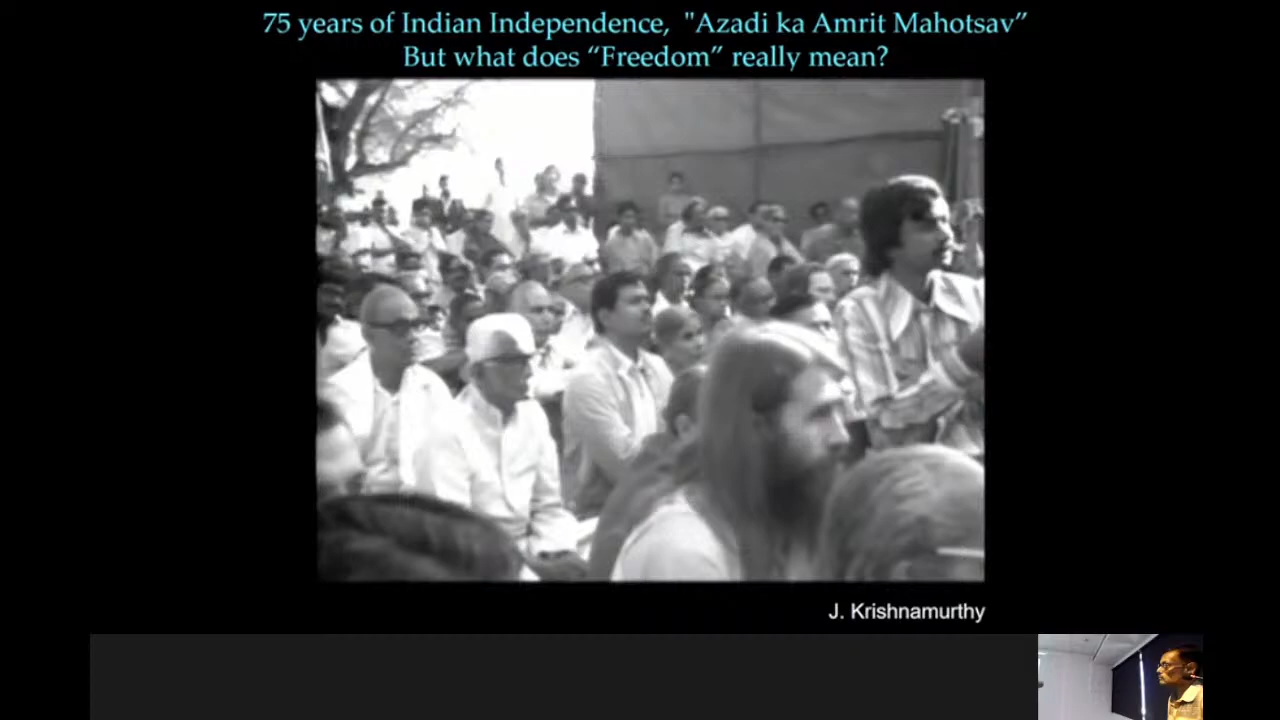 75 years of Indian Independence,  "Azadi ka Amrit Mahotsav”
But what does “Freedom” really mean?
J. Krishnamurthy